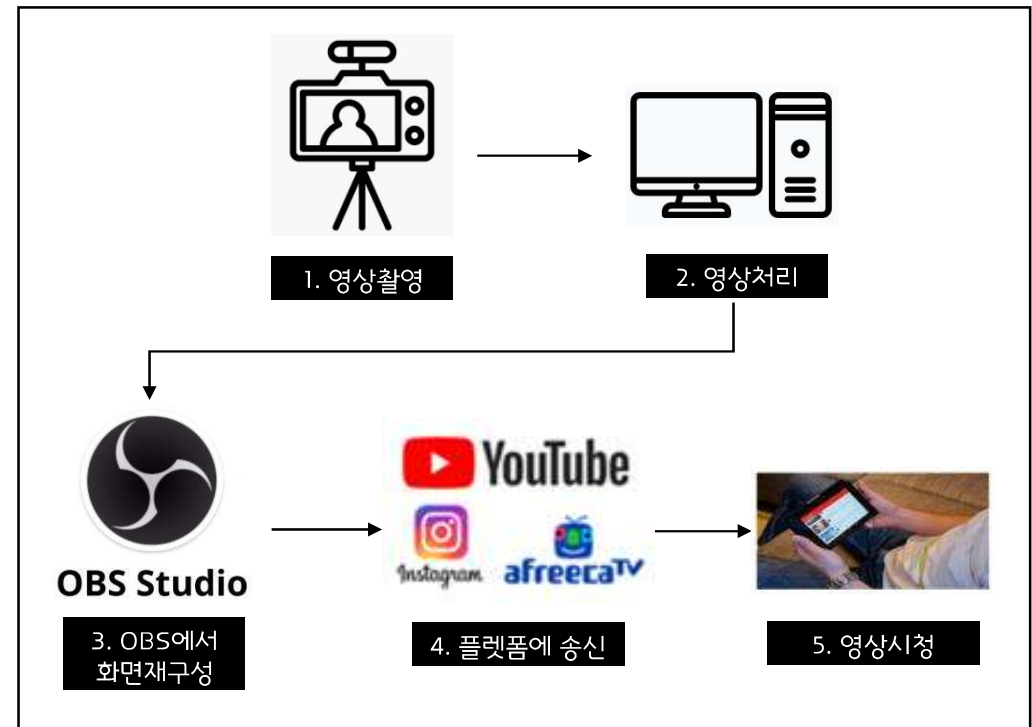 1. 영상촬영
2. 영상처리
OBS Studio
3. OBS에서
화면재구성
YouTube
Instagram
afreecaTV
4. 플렛폼에 송신
5. 영상시청